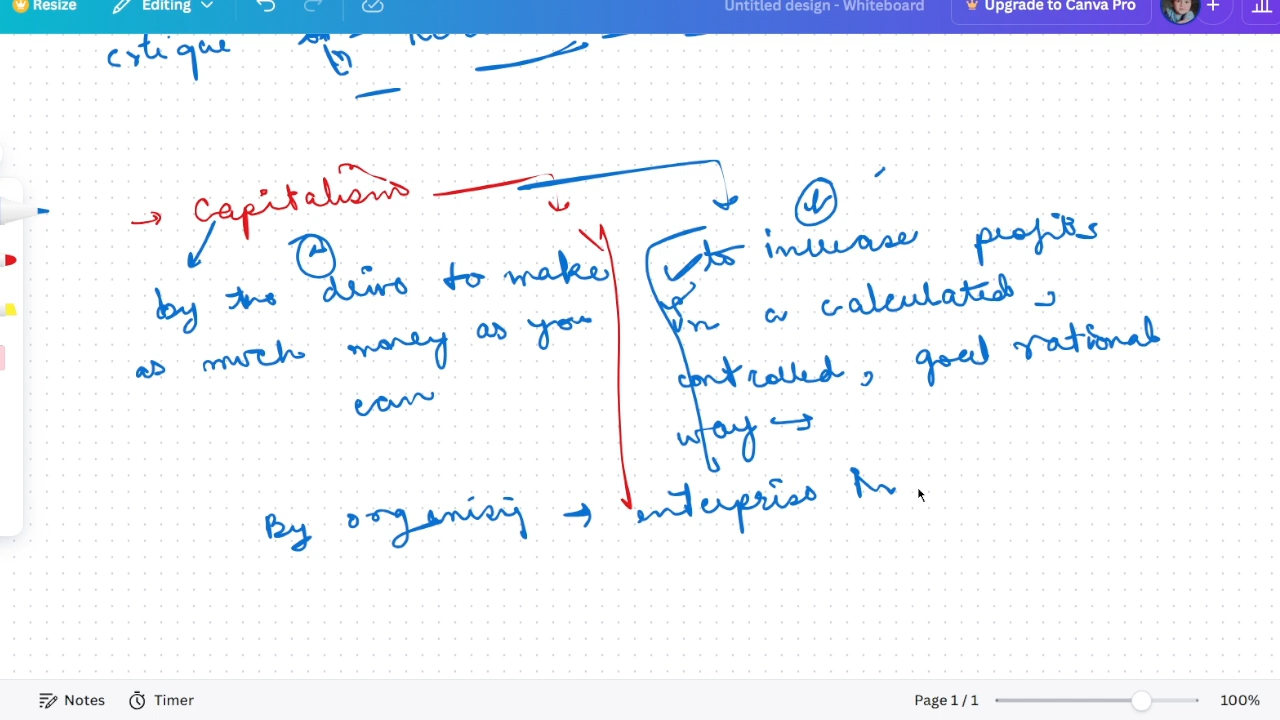 Resize Editing Untitled design - Whiteboard Upgrade to Canva Pro
critique
→ Capitalism
by the to make to increase profits
as much money as you in a calculated,
can controlled, goal rational
way →
By organising → enterprise
Notes Timer Page 1 / 1 100%